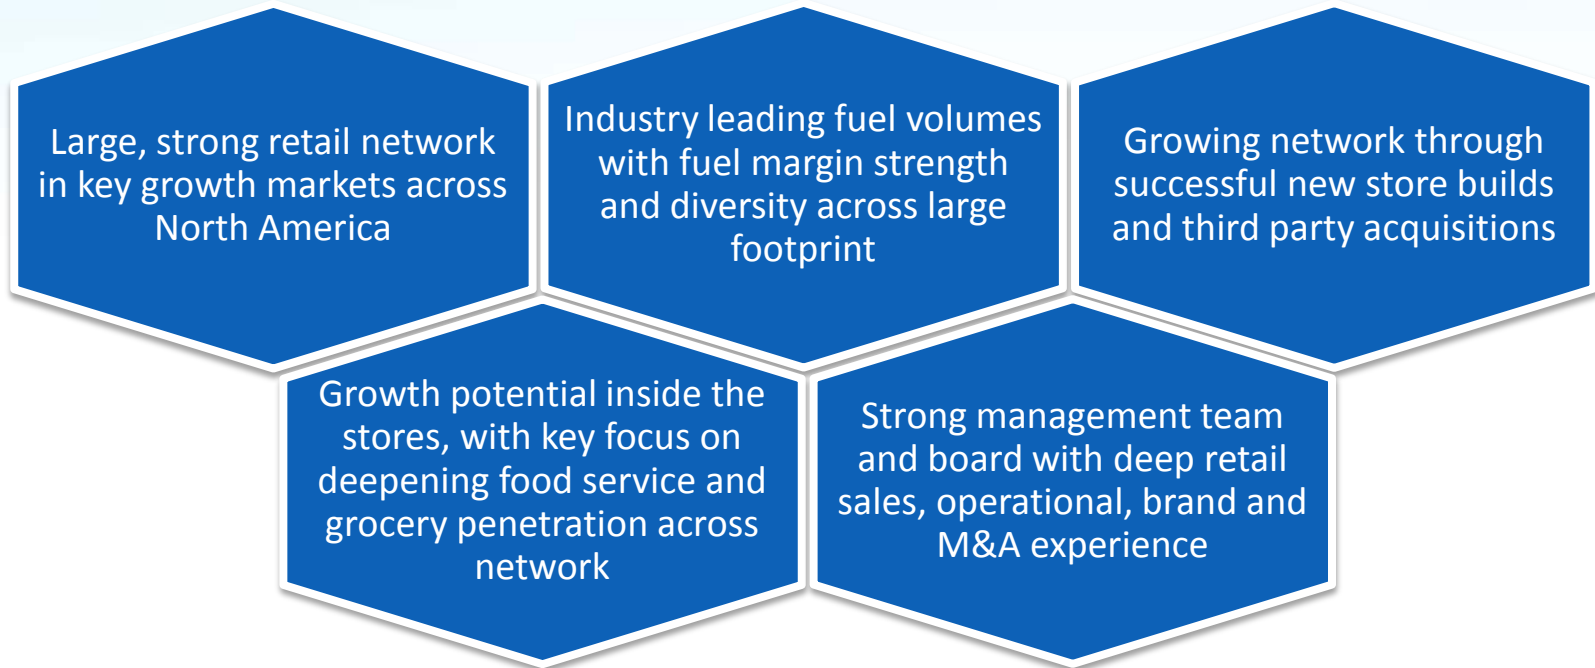 Large, strong retail network
in key growth markets across
North America
Industry leading fuel volumes
with fuel margin strength
and diversity across large
footprint
Growing network through
successful new store builds
and third party acquisitions
Growth potential inside the
stores, with key focus on
deepening food service and
grocery penetration across
network
Strong management team
and board with deep retail
sales, operational, brand and
M&A experience